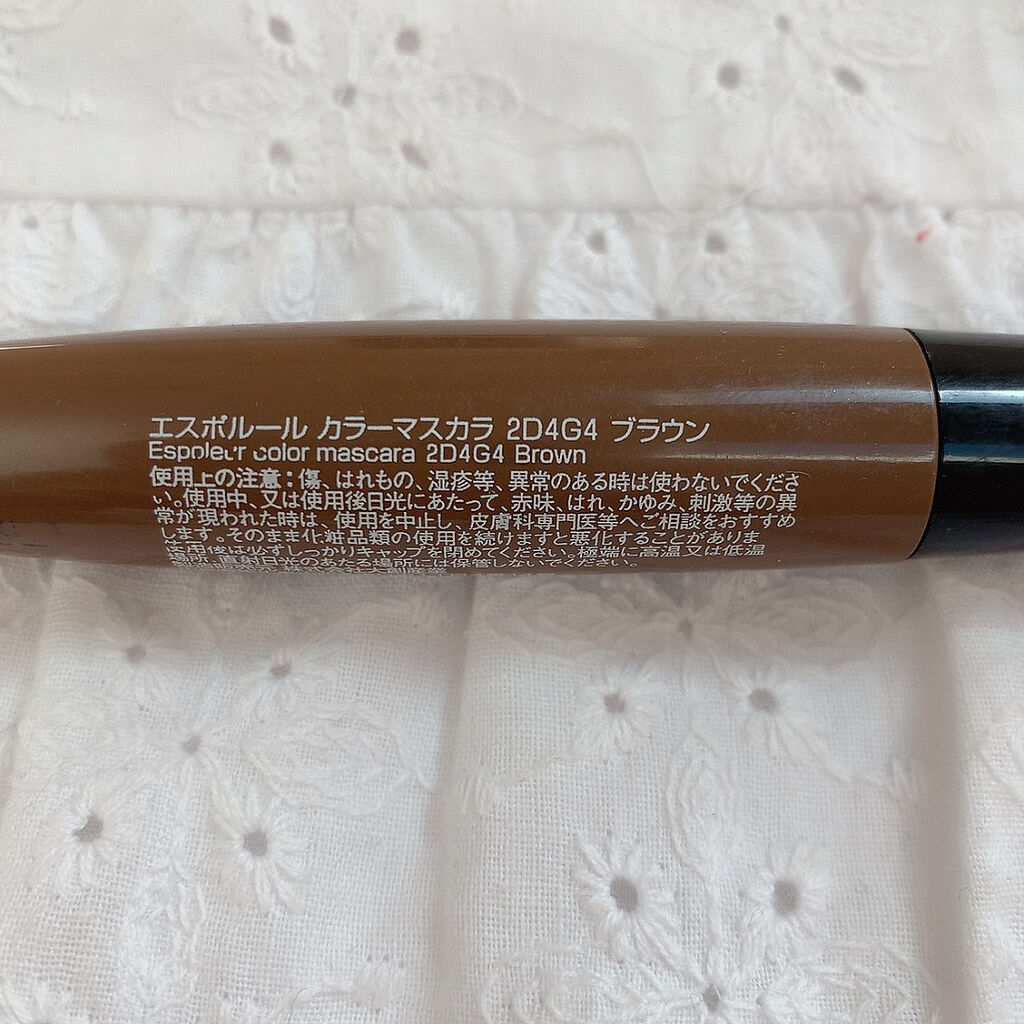 エスポルール カラーマスカラ 2D4G4 ブラウン
Espoleur color mascara 2D4G4 Brown
使用上の注意：傷、はれもの、湿疹等、異常のある時は使わないでくださ
い。使用中、又は使用後日光にあたって、赤味、はれ、かゆみ、刺激等の異
常が現われた時は、使用を中止し、皮膚科専門医等へご相談をおすすめ
します。そのまま化粧品類の使用を続けますと悪化することがありま
使用後は必ずしっかりキャップを閉めてください。極端に高温又は低温
場所、直射日光のあたる場所には保管しないでください。